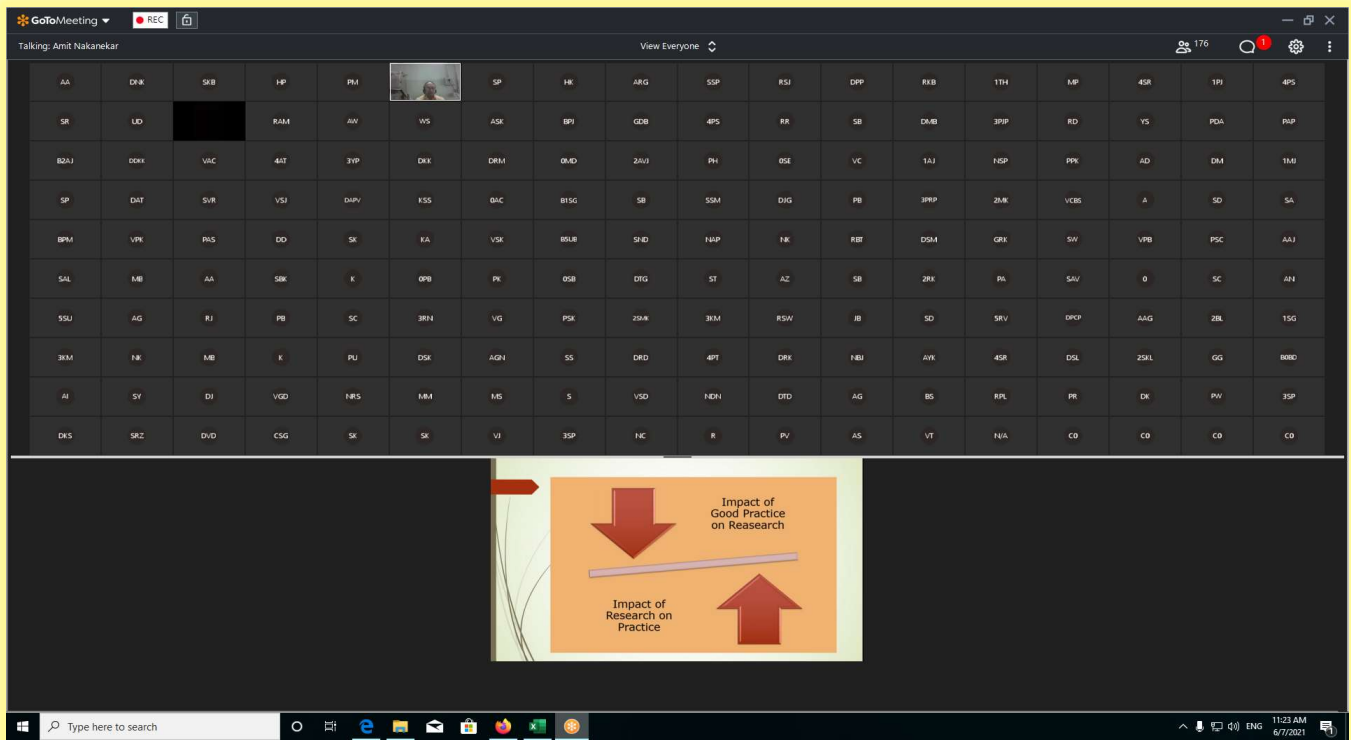 GoToMeeting
REC
Talking: Amit Nakanekar
View Everyone
176
1
AA DNK SKB HP PM SP HK ARG SSP RSJ DPP RKB 1TH MP 4SR 1PJ 4PS
SR UD RAM AW WS ASK BPJ GDB 4PS RR SB DMB 3PJP RD YS PDA PAP
B2AJ DDKK VAC 4AT 3YP DKK DRM 0MD 2AVJ PH 0SE VC 1AJ NSP PPK AD DM 1MJ
SP DAT SVR VSJ DAPV KSS 0AC B1SG SB SSM DJG PB 3PRP 2MK VCBS A SD SA
BPM VPK PAS DD SK KA VSK B5UB SND NAP NK RBT DSM GRK SW VPB PSC AAJ
SAL MB AA SBK K 0PB PK 0SB DTG ST AZ SB 2RK PA SAV 0 SC AN
5SU AG RJ PB SC 3RN VG PSK 2SMK 3KM RSW JB SD 5RV DPCP AAG 2BL 1SG
3KM NK MB K PU DSK AGN SS DRD 4PT DRK NBJ AYK 4SR DSL 2SKL GG B0BD
AI SY DJ VGD NRS MM MS S VSD NDN DTD AG BS RPL PR DK PW 3SP
DKS SRZ DVD CSG SK SK VJ 3SP NC R PV AS VT N/A C0 C0 C0 C0
Impact of
Good Practice
on Reasearch
Impact of
Research on
Practice
Type here to search
ENG
11:23 AM
6/7/2021